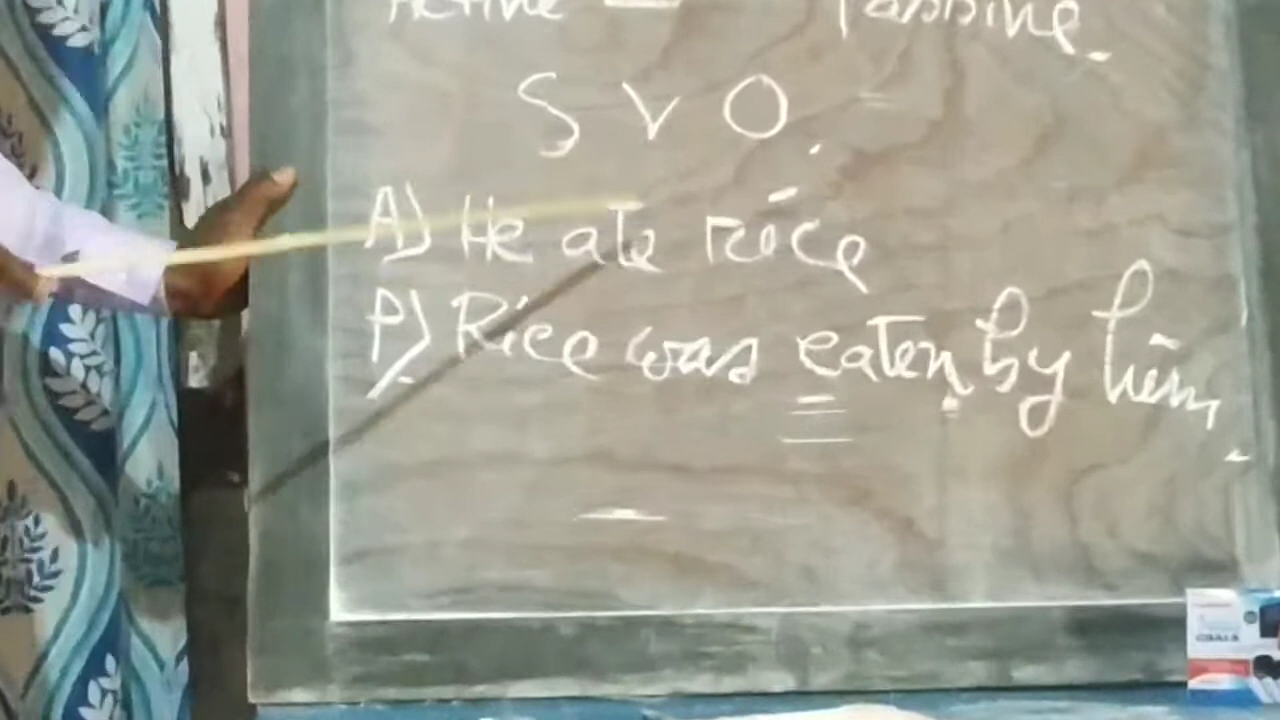 Active — Passive
S V O.
A) He ate rice
P) Rice was eaten by him.